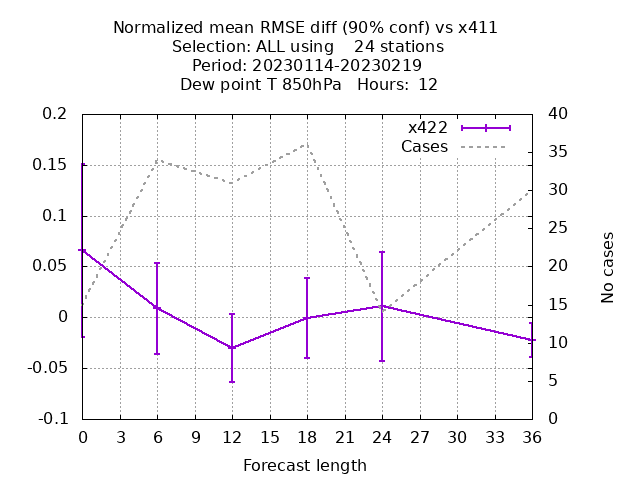 Normalized mean RMSE diff (90% conf) vs x411
Selection: ALL using    24 stations
Period: 20230114-20230219
Dew point T 850hPa   Hours:  12
x422
Cases
0.2
0.15
0.1
0.05
0
-0.05
-0.1
40
35
30
25
20
15
10
5
0
No cases
0 3 6 9 12 15 18 21 24 27 30 33 36
Forecast length